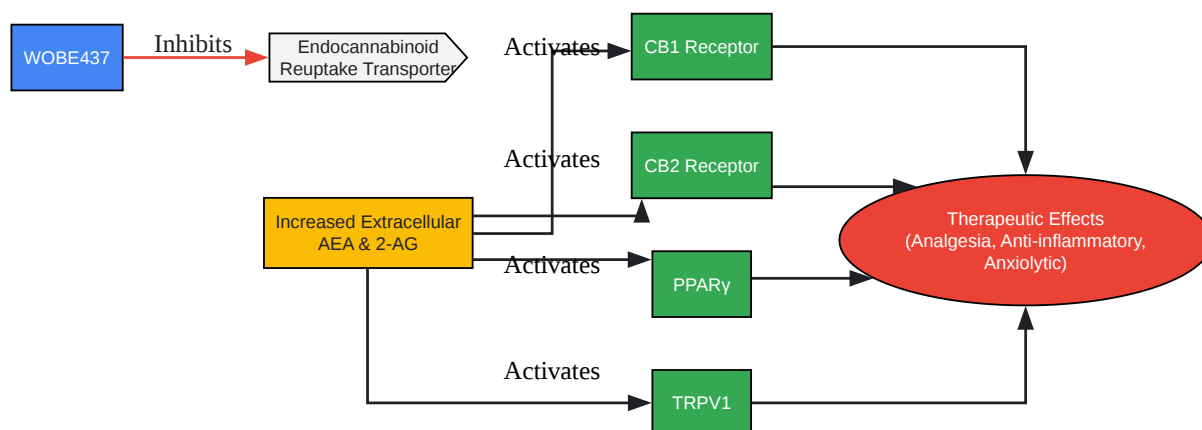 WOBE437
Inhibits
Endocannabinoid
Reuptake Transporter
Activates
CB1 Receptor
Activates
CB2 Receptor
Increased Extracellular
AEA & 2-AG
Activates
PPARγ
Activates
TRPV1
Therapeutic Effects
(Analgesia, Anti-inflammatory,
Anxiolytic)